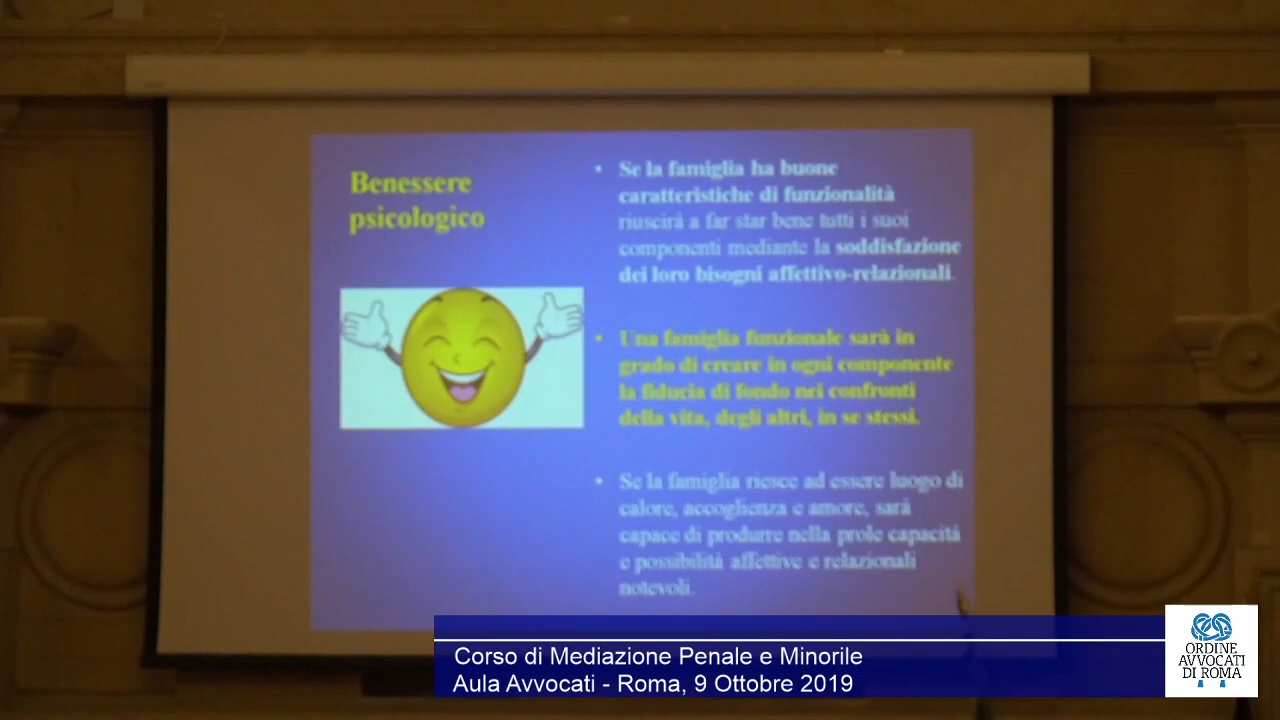 Benessere
psicologico
• Se la famiglia ha buone
caratteristiche di funzionalità
riuscirà a far star bene tutti i suoi
componenti mediante la soddisfazione
dei loro bisogni affettivo-relazionali.
• Una famiglia funzionale sarà in
grado di creare in ogni componente
la fiducia di fondo nei confronti
della vita, degli altri, in se stessi.
• Se la famiglia riesce ad essere luogo di
calore, accoglienza e amore, sarà
capace di produrre nella prole capacità
e possibilità affettive e relazionali
notevoli.
Corso di Mediazione Penale e Minorile
Aula Avvocati - Roma, 9 Ottobre 2019
ORDINE
AVVOCATI
DI ROMA